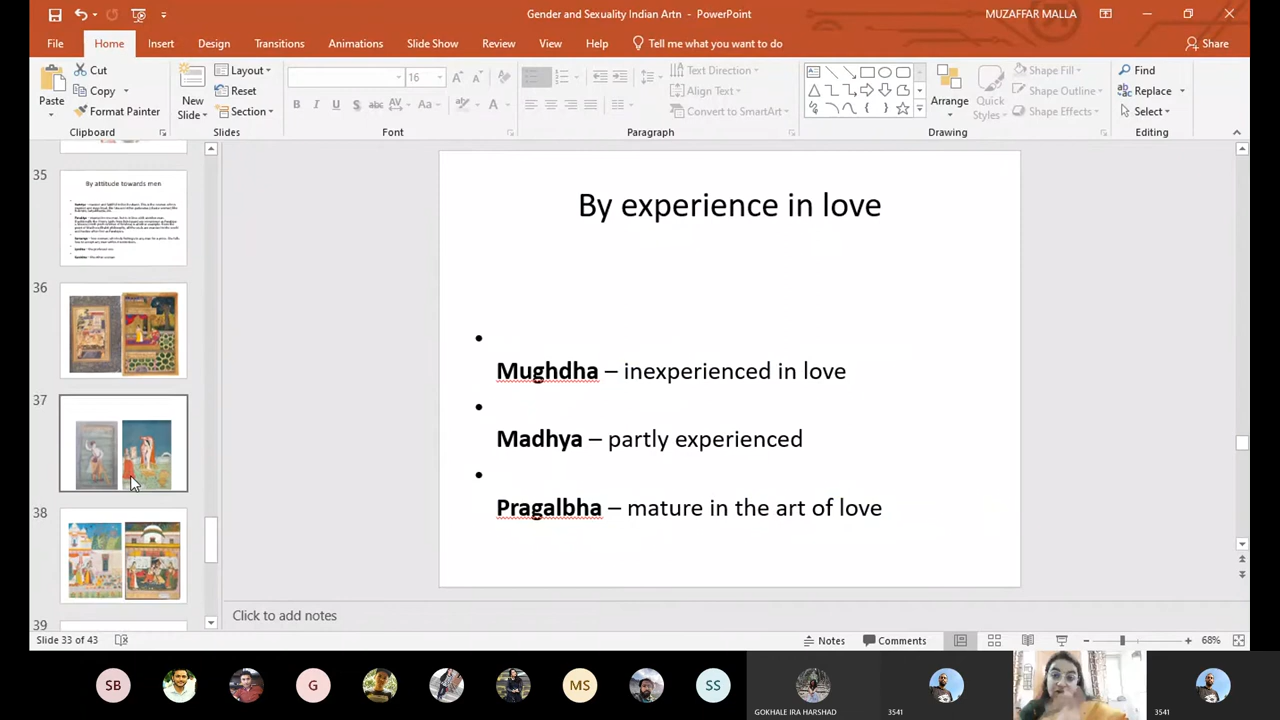 Gender and Sexuality Indian Artn - PowerPoint
MUZAFFAR MALLA
File Home Insert Design Transitions Animations Slide Show Review View Help Tell me what you want to do Share
Paste
Cut
Copy
Format Painter
Clipboard
New Slide
Layout
Reset
Section
Slides
16
Font
Text Direction
Align Text
Convert to SmartArt
Paragraph
Arrange
Quick Styles
Shape Fill
Shape Outline
Shape Effects
Drawing
Find
Replace
Select
Editing
35
By attitude towards men
36
37
38
39
By experience in love
• 
Mughdha – inexperienced in love
• 
Madhya – partly experienced
• 
Pragalbha – mature in the art of love
Click to add notes
Slide 33 of 43
Notes Comments 68%
SB G MS SS
GOKHALE IRA HARSHAD
3541
3541